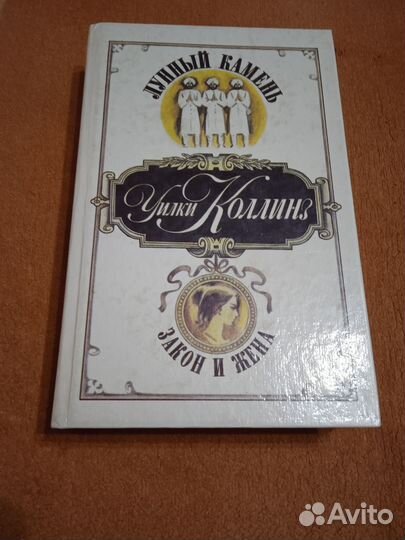 ЛУННЫЙ КАМЕНЬ
Уилки Коллинз
ЗАКОН И ЖЕНА
Avito